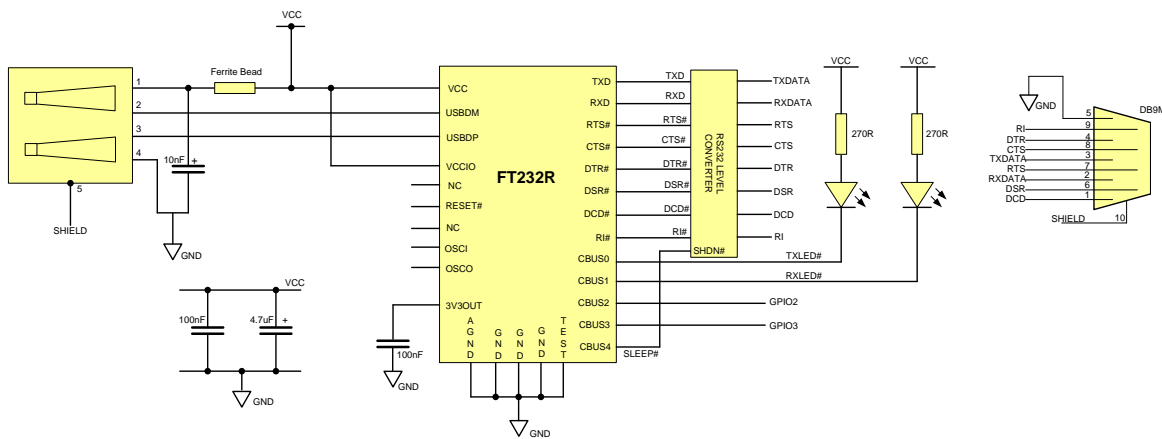 VCC
1
Ferrite Bead
2
3
4
10nF +
5
SHIELD
GND
VCC
100nF
4.7uF +
GND
FT232R
VCC
USBDM
USBDP
VCCIO
NC
RESET#
NC
OSCI
OSCO
3V3OUT
100nF
GND
AGND
GND
GND
GND
TEST
GND
TXD
RXD
RTS#
CTS#
DTR#
DSR#
DCD#
RI#
CBUS0
CBUS1
CBUS2
CBUS3
CBUS4
TXD
RXD
RTS#
CTS#
DTR#
DSR#
DCD#
RI#
SLEEP#
RS232 LEVEL
CONVERTER
SHDN#
TXDATA
RXDATA
RTS
CTS
DTR
DSR
DCD
RI
TXLED#
RXLED#
GPIO2
GPIO3
VCC
270R
VCC
270R
GND
DB9M
5
RI 9
DTR 4
CTS 8
TXDATA 3
RTS 7
RXDATA 2
DSR 6
DCD 1
SHIELD 10